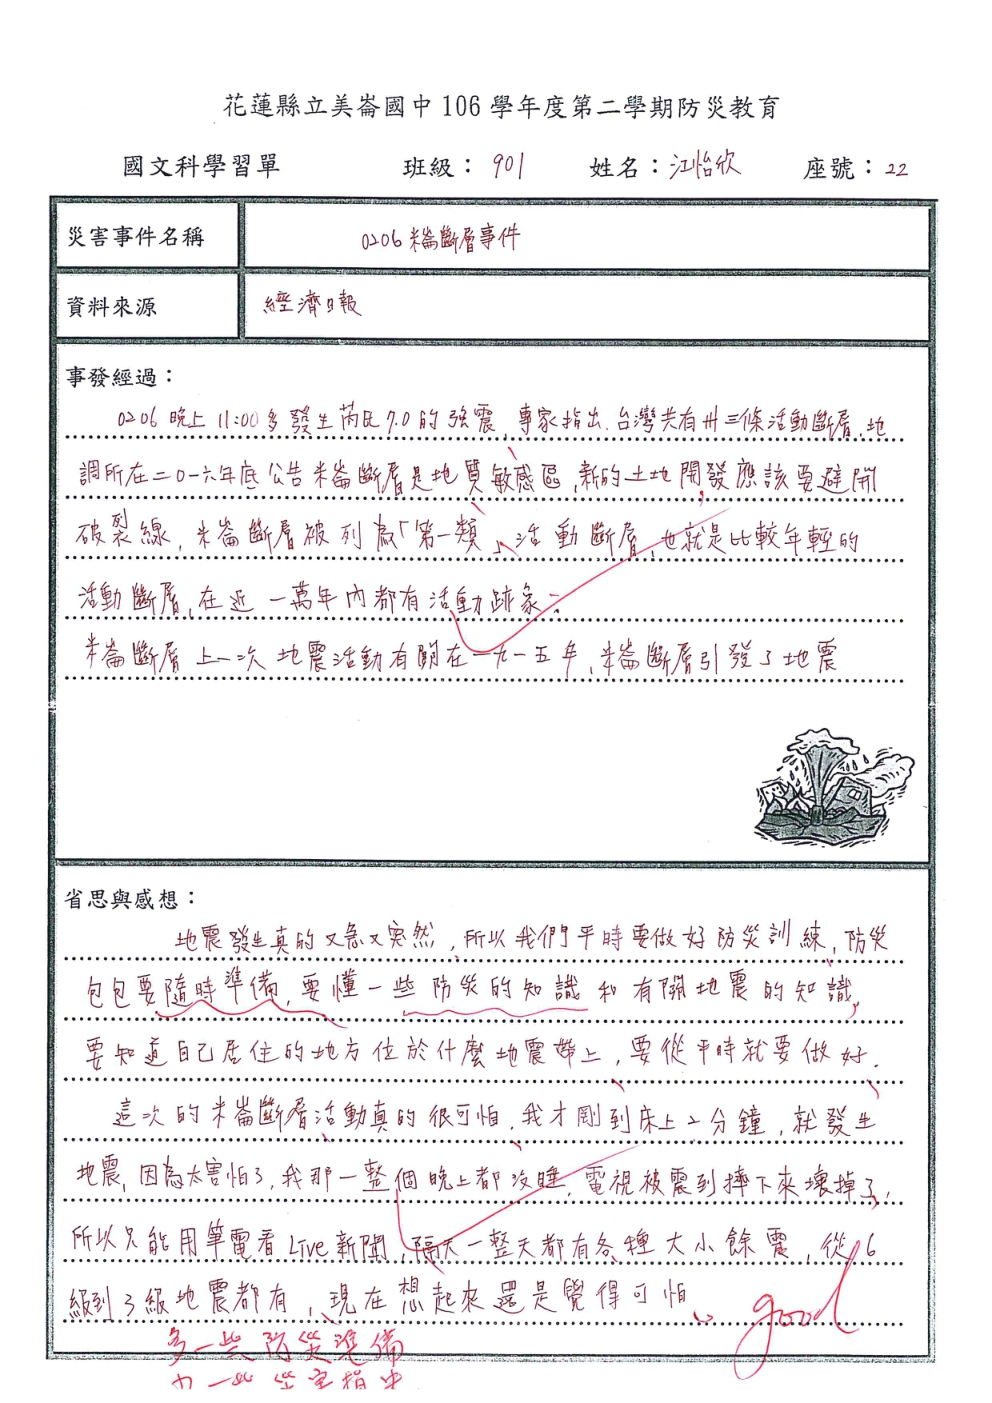 花蓮縣立美崙國中106學年度第二學期防災教育
國文科學習單 班級：901 姓名：江怡欣 座號：22
災害事件名稱 0206米崙斷層事件
資料來源 經濟日報
事發經過：
0206晚上11:00多發生芮氏7.0的強震,專家指出.台灣共有卅三條活動斷層,地
調所在二0一六年底公告米崙斷層是地質敏感區,新的土地開發應該要避開
破裂線,米崙斷層被列為「第一類」活動斷層,也就是比較年輕的
活動斷層,在近一萬年內都有活動跡象.
米崙斷層上一次地震活動有關在一九一五年,米崙斷層引發了地震
省思與感想：
地震發生真的又急又突然,所以我們平時要做好防災訓練,防災
包包要隨時準備,要懂一些防災的知識和有關地震的知識,
要知道自己居住的地方位於什麼地震帶上,要從平時就要做好.
這次的米崙斷層活動真的很可怕,我才剛到床上2分鐘,就發生
地震,因為太害怕了,我那一整個晚上都沒睡,電視被震到摔下來壞掉了,
所以只能用筆電看Live新聞,隔天一整天都有各種大小餘震,從6
級到3級地震都有,現在想起來還是覺得可怕
good
多一些防災準備
少一些